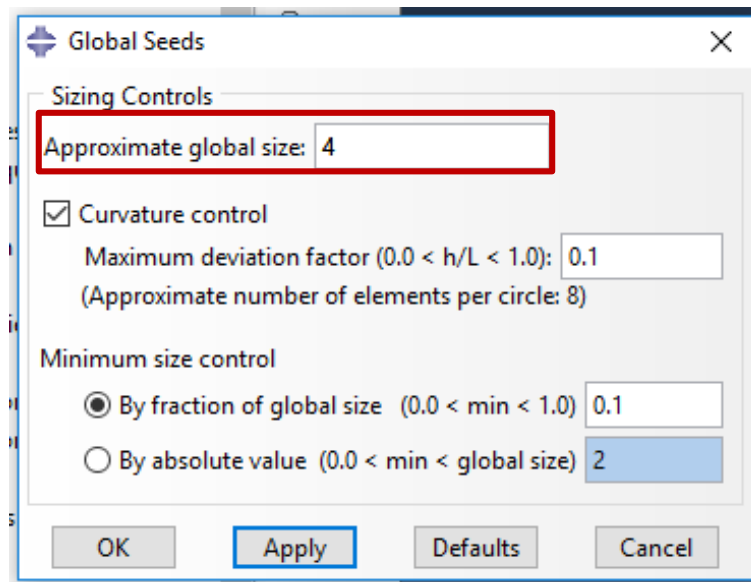 Global Seeds
Sizing Controls
Approximate global size: 4
Curvature control
Maximum deviation factor (0.0 < h/L < 1.0): 0.1
(Approximate number of elements per circle: 8)
Minimum size control
By fraction of global size (0.0 < min < 1.0) 0.1
By absolute value (0.0 < min < global size) 2
OK Apply Defaults Cancel